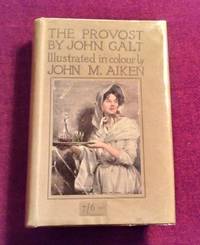 THE PROVOST
BY JOHN GALT
Illustrated in colour by
JOHN M. AIKEN
7/6